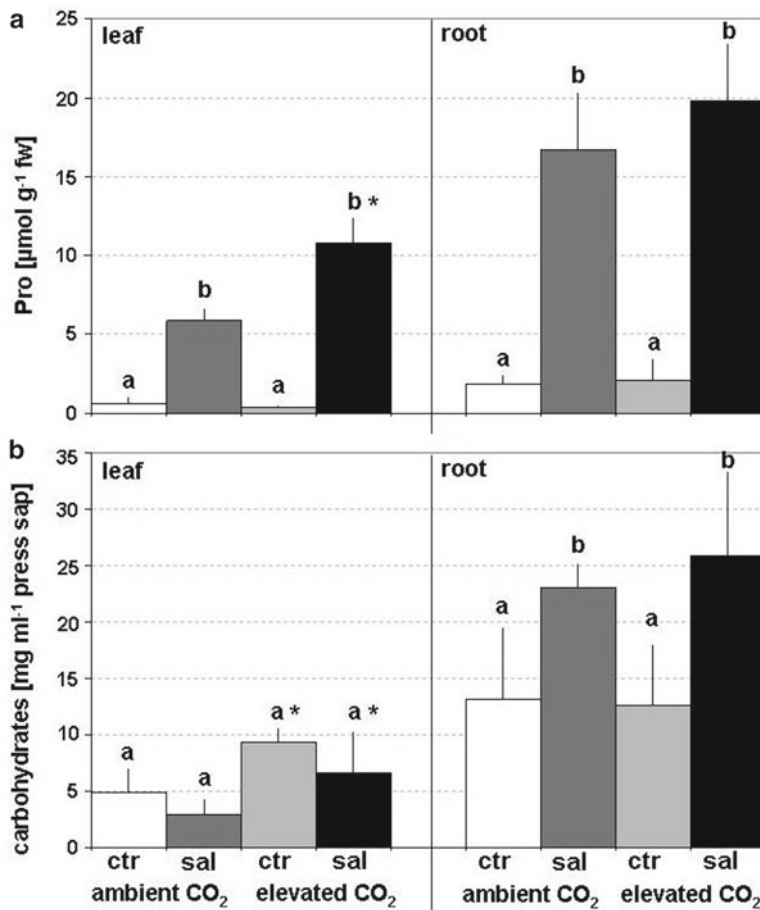 a
leaf
root
Pro [µmol g⁻¹ fw]
25
20
15
10
5
0
a
b
a
b *
a
b
a
b
b
leaf
root
carbohydrates [mg ml⁻¹ press sap]
35
30
25
20
15
10
5
0
a
a
a *
a *
a
b
a
b
ctr sal ctr sal ctr sal ctr sal
ambient CO₂ elevated CO₂ ambient CO₂ elevated CO₂